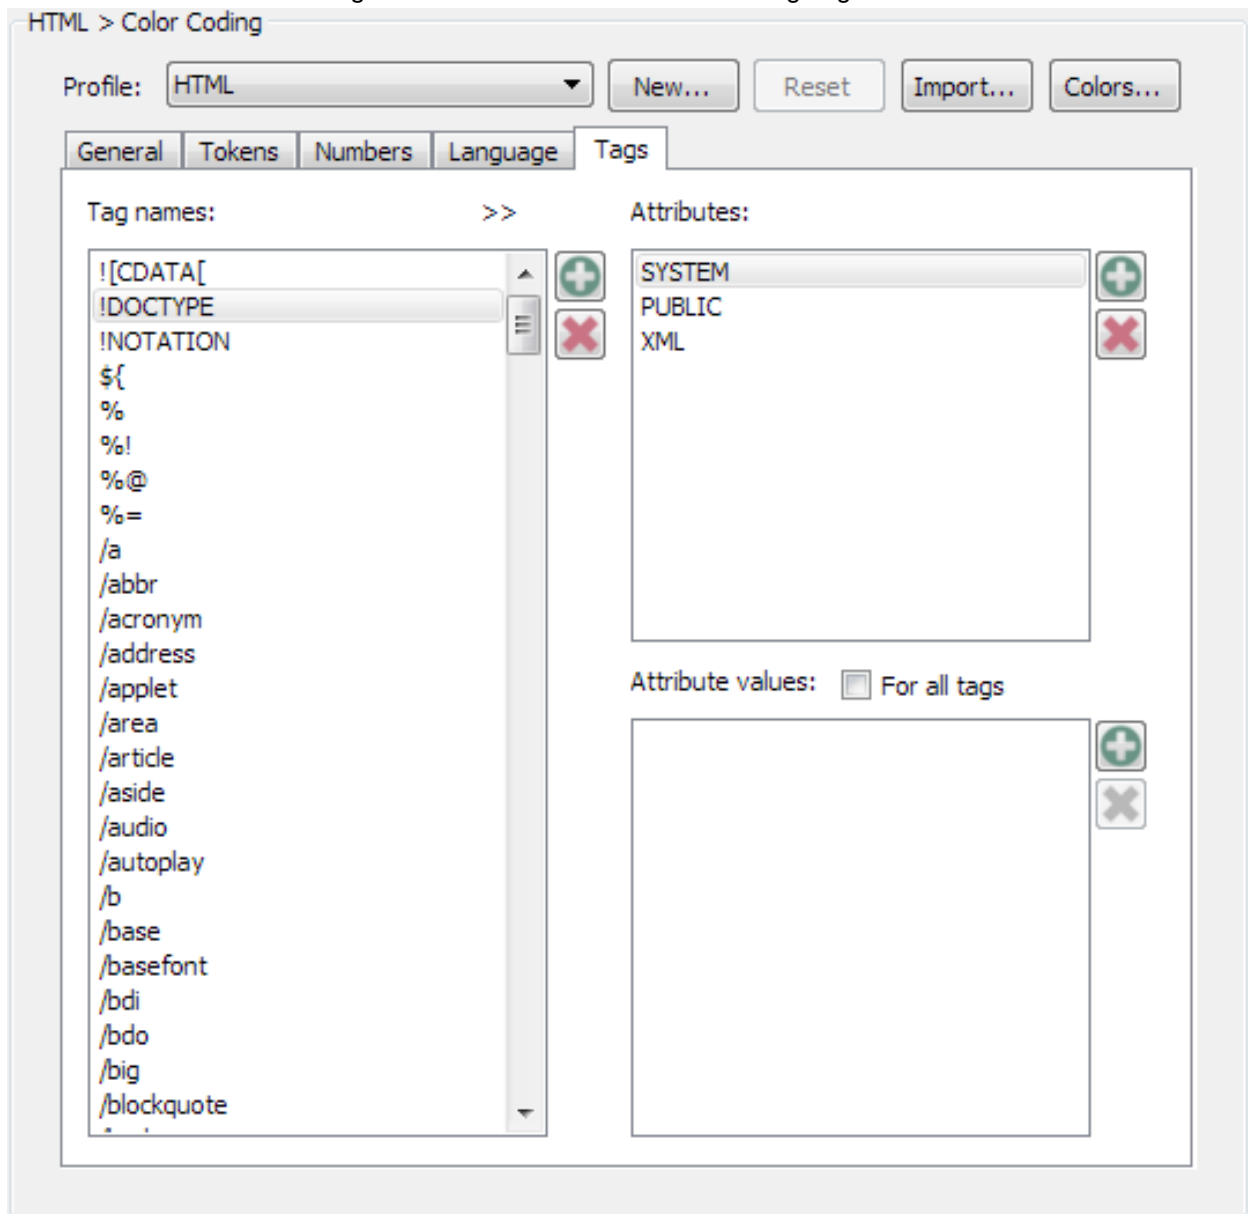 HTML > Color Coding
Profile: HTML New... Reset Import... Colors...
General Tokens Numbers Language Tags
Tag names: >> Attributes:
![CDATA[
!DOCTYPE
!NOTATION
${
%
%!
%@
%=
/a
/abbr
/acronym
/address
/applet
/area
/article
/aside
/audio
/autoplay
/b
/base
/basefont
/bdi
/bdo
/big
/blockquote
SYSTEM
PUBLIC
XML
Attribute values: For all tags